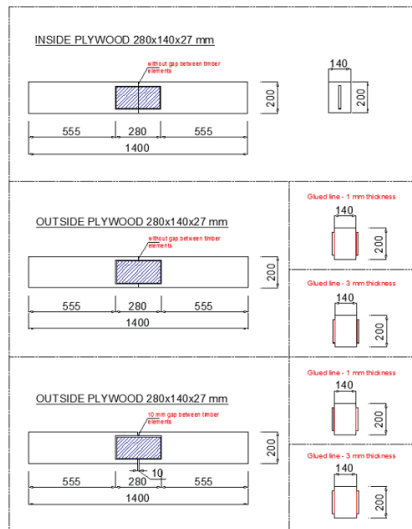 INSIDE PLYWOOD 280x140x27 mm
without gap between timber
elements
140
200
200
555
280
555
1400
OUTSIDE PLYWOOD 280x140x27 mm
without gap between timber
elements
200
555
280
555
1400
Glued line - 1 mm thickness
140
200
Glued line - 3 mm thickness
140
200
OUTSIDE PLYWOOD 280x140x27 mm
10 mm gap between timber
elements
200
10
555
280
555
1400
Glued line - 1 mm thickness
140
200
Glued line - 3 mm thickness
140
200